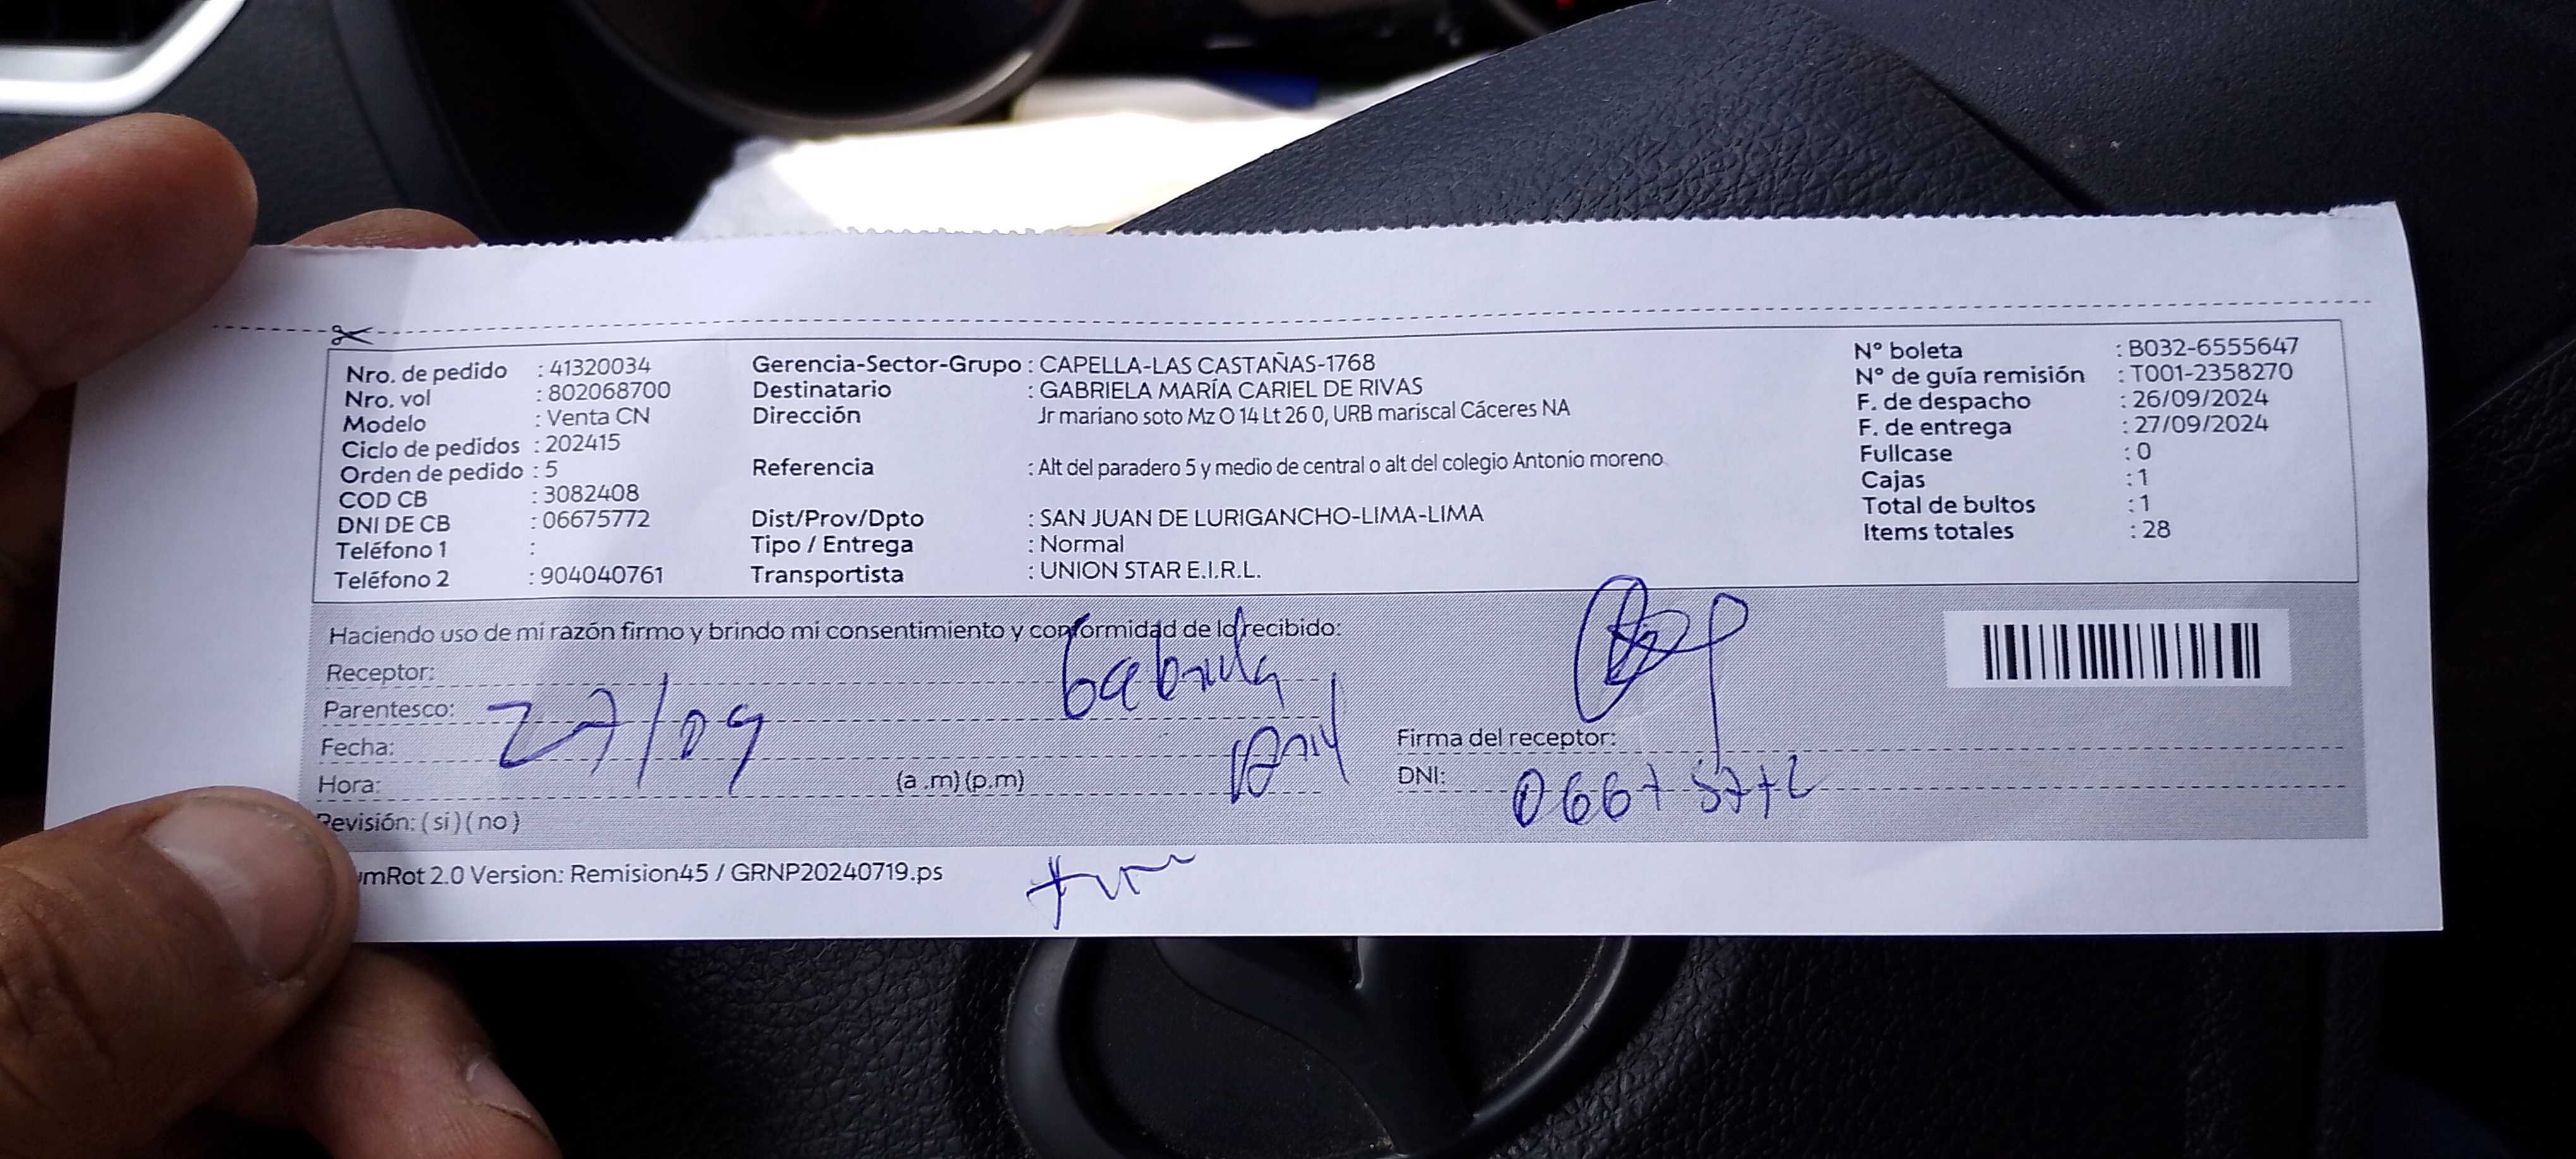 Nro. de pedido : 41320034
Nro. vol : 802068700
Modelo : Venta CN
Ciclo de pedidos : 202415
Orden de pedido : 5
COD CB : 3082408
DNI DE CB : 06675772
Teléfono 1 :
Teléfono 2 : 904040761
Gerencia-Sector-Grupo : CAPELLA-LAS CASTAÑAS-1768
Destinatario : GABRIELA MARÍA CARIEL DE RIVAS
Dirección Jr mariano soto Mz O 14 Lt 26 0, URB mariscal Cáceres NA
Referencia : Alt del paradero 5 y medio de central o alt del colegio Antonio moreno
Dist/Prov/Dpto : SAN JUAN DE LURIGANCHO-LIMA-LIMA
Tipo / Entrega : Normal
Transportista : UNION STAR E.I.R.L.
N° boleta : B032-6555647
N° de guía remisión : T001-2358270
F. de despacho : 26/09/2024
F. de entrega : 27/09/2024
Fullcase : 0
Cajas : 1
Total de bultos : 1
Items totales : 28
Haciendo uso de mi razón firmo y brindo mi consentimiento y conformidad de lo recibido:
Receptor: Gabriela
Parentesco:
Fecha: 27/09
Hora: (a.m)(p.m)
Revisión: (si)(no)
Firma del receptor:
DNI: 06675772
mRot 2.0 Version: Remision45 / GRNP20240719.ps